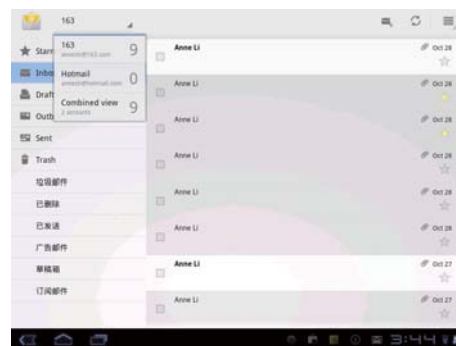 163
Starr
163
9
Inbo
Hotmail
0
Draft
Combined view
2 accounts
9
Outb
Sent
Trash
垃圾邮件
已删除
已发送
广告邮件
草稿箱
订阅邮件
Anne Li
Oct 28
Anne Li
Oct 28
Anne Li
Oct 28
Anne Li
Oct 28
Anne Li
Oct 28
Anne Li
Oct 28
Anne Li
Oct 27
Anne Li
Oct 27
3:44